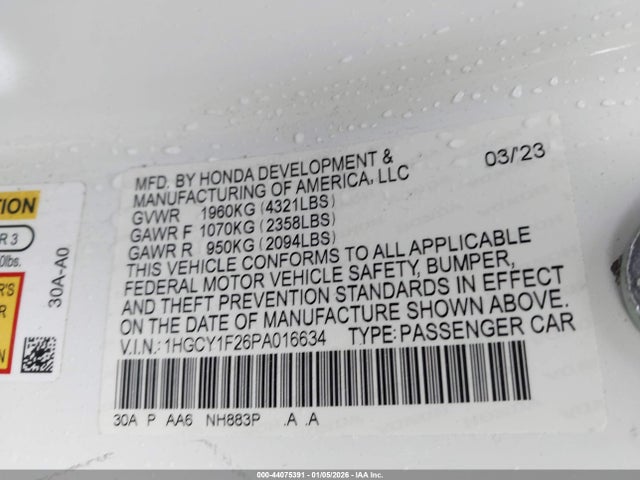 MFD. BY HONDA DEVELOPMENT & 03/'23
MANUFACTURING OF AMERICA, LLC
GVWR 1960KG (4321LBS)
GAWR F 1070KG (2358LBS)
GAWR R 950KG (2094LBS)
THIS VEHICLE CONFORMS TO ALL APPLICABLE
FEDERAL MOTOR VEHICLE SAFETY, BUMPER,
AND THEFT PREVENTION STANDARDS IN EFFECT
ON THE DATE OF MANUFACTURE SHOWN ABOVE.
V.I.N.: 1HGCY1F26PA016634 TYPE: PASSENGER CAR
30A P AA6 NH883P .A .A
TION
R 3
0lbs.
R'S
R
30A-A0
000-44075391 - 01/05/2026 - IAA Inc.